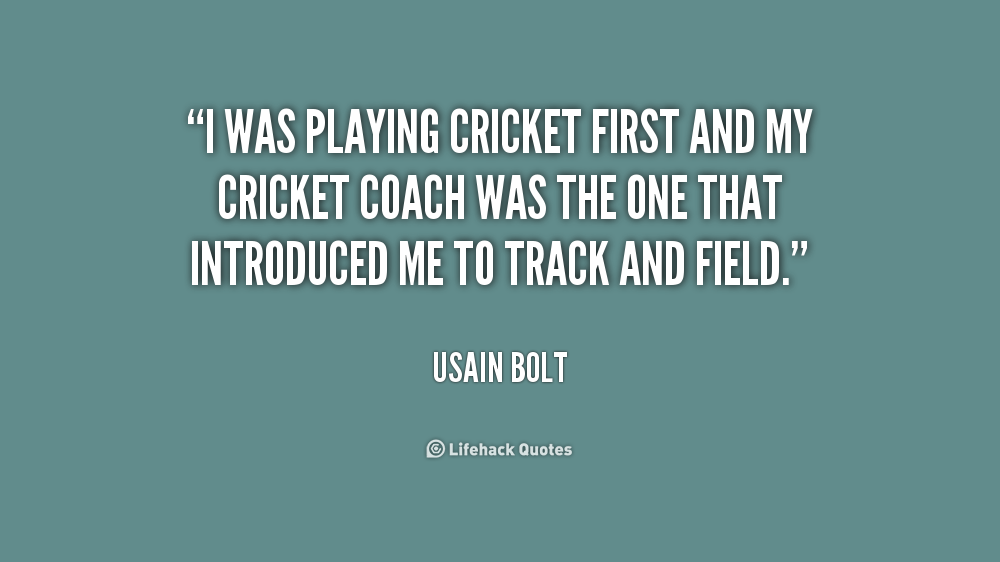 “I WAS PLAYING CRICKET FIRST AND MY
CRICKET COACH WAS THE ONE THAT
INTRODUCED ME TO TRACK AND FIELD.”
USAIN BOLT
Lifehack Quotes